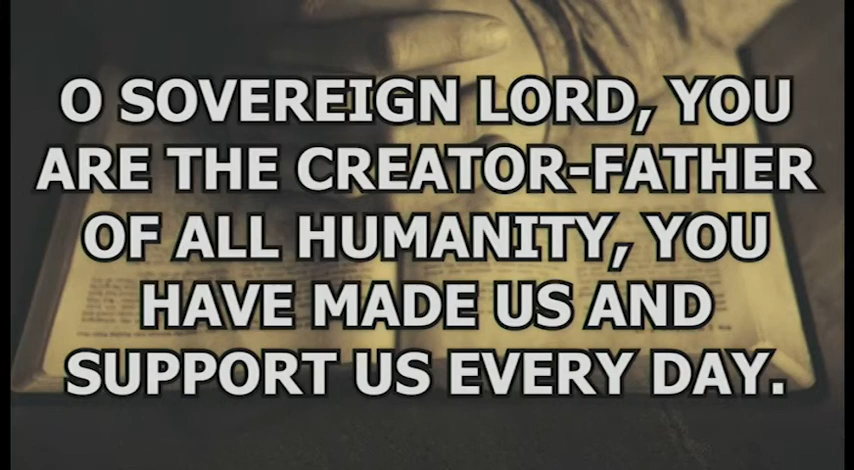 O SOVEREIGN LORD, YOU
ARE THE CREATOR-FATHER
OF ALL HUMANITY, YOU
HAVE MADE US AND
SUPPORT US EVERY DAY.